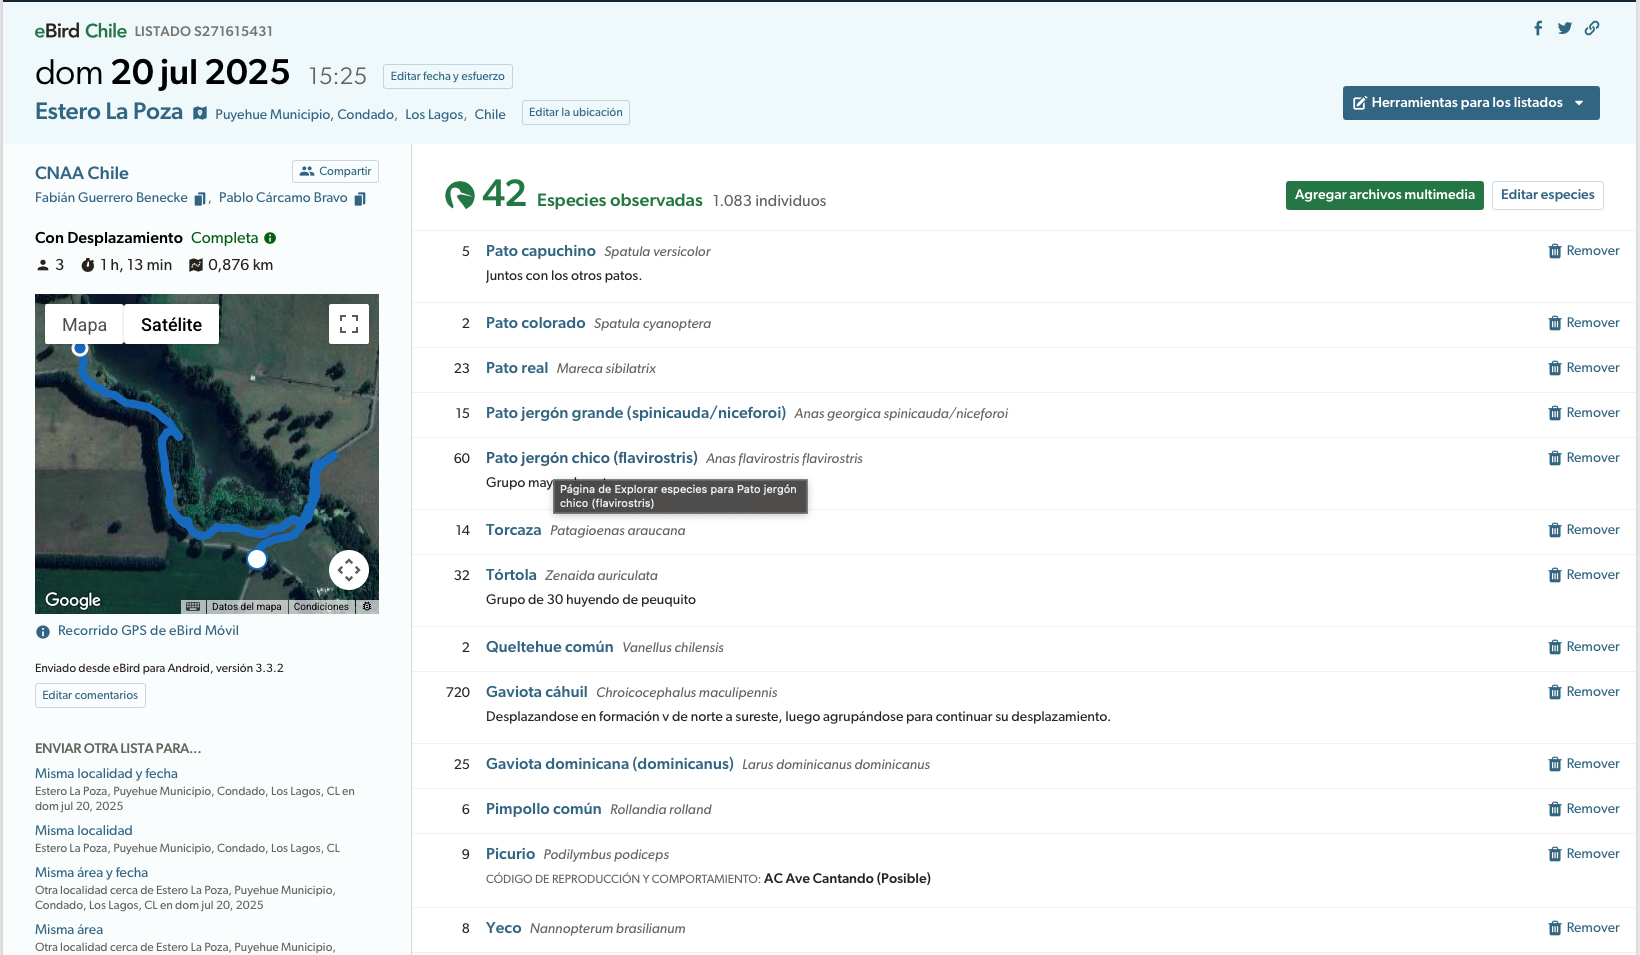 eBird Chile LISTADO S271615431
dom 20 jul 2025 15:25 Editar fecha y esfuerzo
Estero La Poza Puyehue Municipio, Condado, Los Lagos, Chile Editar la ubicación
Herramientas para los listados
CNAA Chile Compartir
Fabián Guerrero Benecke , Pablo Cárcamo Bravo
Con Desplazamiento Completa
3 1 h, 13 min 0,876 km
Mapa Satélite
Google
Datos del mapa Condiciones
Recorrido GPS de eBird Móvil
Enviado desde eBird para Android, versión 3.3.2
Editar comentarios
ENVIAR OTRA LISTA PARA...
Misma localidad y fecha
Estero La Poza, Puyehue Municipio, Condado, Los Lagos, CL en
dom jul 20, 2025
Misma localidad
Estero La Poza, Puyehue Municipio, Condado, Los Lagos, CL
Misma área y fecha
Otra localidad cerca de Estero La Poza, Puyehue Municipio,
Condado, Los Lagos, CL en dom jul 20, 2025
Misma área
Otra localidad cerca de Estero La Poza, Puyehue Municipio,
42 Especies observadas 1.083 individuos
Agregar archivos multimedia Editar especies
5 Pato capuchino Spatula versicolor Remover
Juntos con los otros patos.
2 Pato colorado Spatula cyanoptera Remover
23 Pato real Mareca sibilatrix Remover
15 Pato jergón grande (spinicauda/niceforoi) Anas georgica spinicauda/niceforoi Remover
60 Pato jergón chico (flavirostris) Anas flavirostris flavirostris Remover
Grupo may
Página de Explorar especies para Pato jergón
chico (flavirostris)
14 Torcaza Patagioenas araucana Remover
32 Tórtola Zenaida auriculata Remover
Grupo de 30 huyendo de peuquito
2 Queltehue común Vanellus chilensis Remover
720 Gaviota cáhuil Chroicocephalus maculipennis Remover
Desplazandose en formación v de norte a sureste, luego agrupándose para continuar su desplazamiento.
25 Gaviota dominicana (dominicanus) Larus dominicanus dominicanus Remover
6 Pimpollo común Rollandia rolland Remover
9 Picurio Podilymbus podiceps Remover
CÓDIGO DE REPRODUCCIÓN Y COMPORTAMIENTO: AC Ave Cantando (Posible)
8 Yeco Nannopterum brasilianum Remover